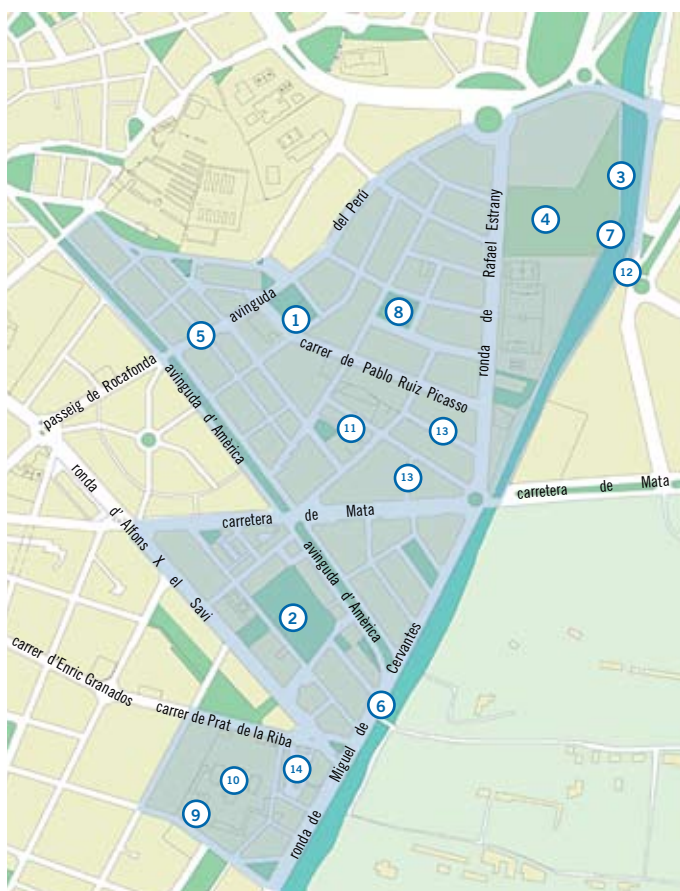 3
4
del Perú
ronda de Rafael Estrany
7
12
avinguda
8
1
5
carrer de Pablo Ruiz Picasso
passeig de Rocafonda
avinguda d' Amèrica
11
13
13
ronda d' Alfons X el Savi
carretera de Mata
carretera de Mata
avinguda d' Amèrica
2
carrer d'Enric Granados
carrer de Prat de la Riba
6
ronda de Miguel de Cervantes
14
10
9